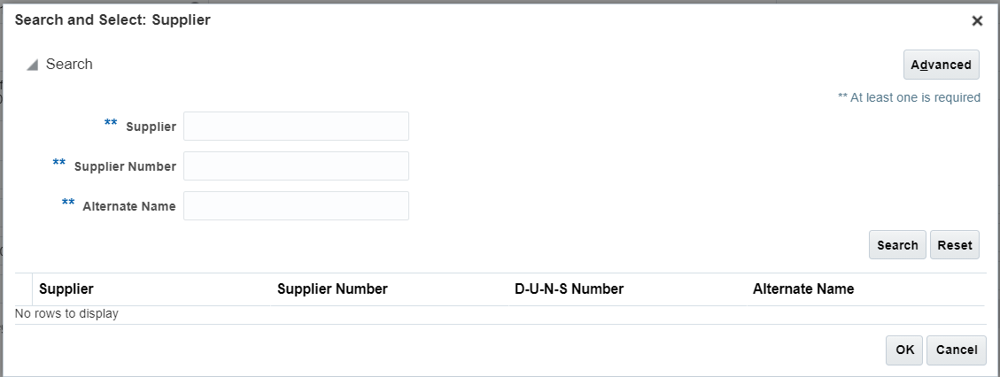 Search and Select: Supplier
Search
Advanced
** At least one is required
** Supplier
** Supplier Number
** Alternate Name
Search Reset
Supplier Supplier Number D-U-N-S Number Alternate Name
No rows to display
OK Cancel